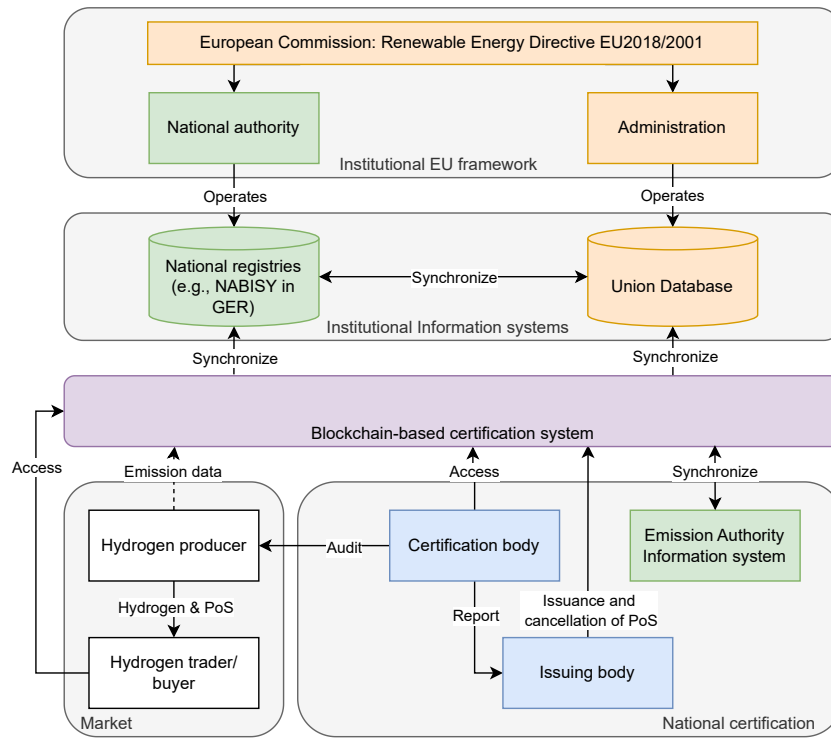 European Commission: Renewable Energy Directive EU2018/2001
National authority
Administration
Institutional EU framework
Operates
Operates
National registries
(e.g., NABISY in
GER)
Synchronize
Union Database
Institutional Information systems
Synchronize
Synchronize
Blockchain-based certification system
Access
Emission data
Access
Synchronize
Hydrogen producer
Audit
Certification body
Emission Authority
Information system
Hydrogen & PoS
Report
Issuance and
cancellation of PoS
Hydrogen trader/
buyer
Issuing body
Market
National certification